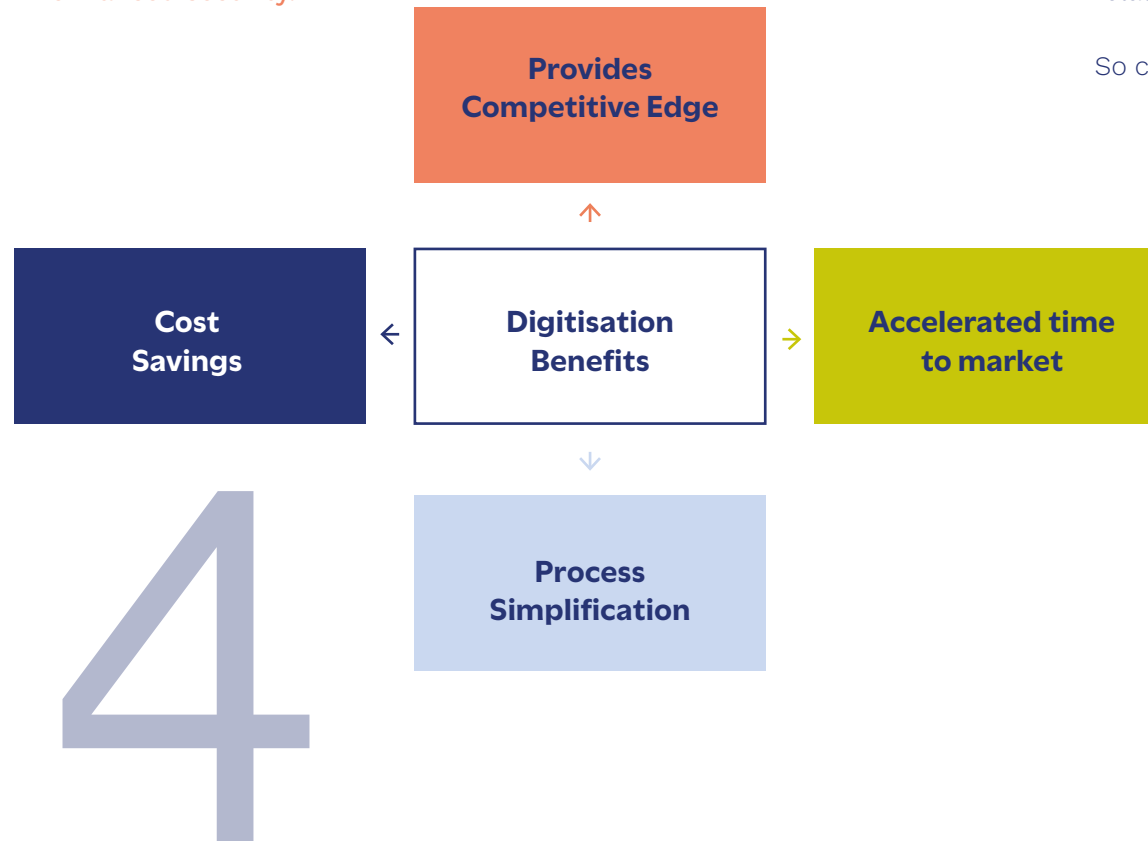 So c
Provides
Competitive Edge
Cost
Savings
Digitisation
Benefits
Accelerated time
to market
Process
Simplification
4